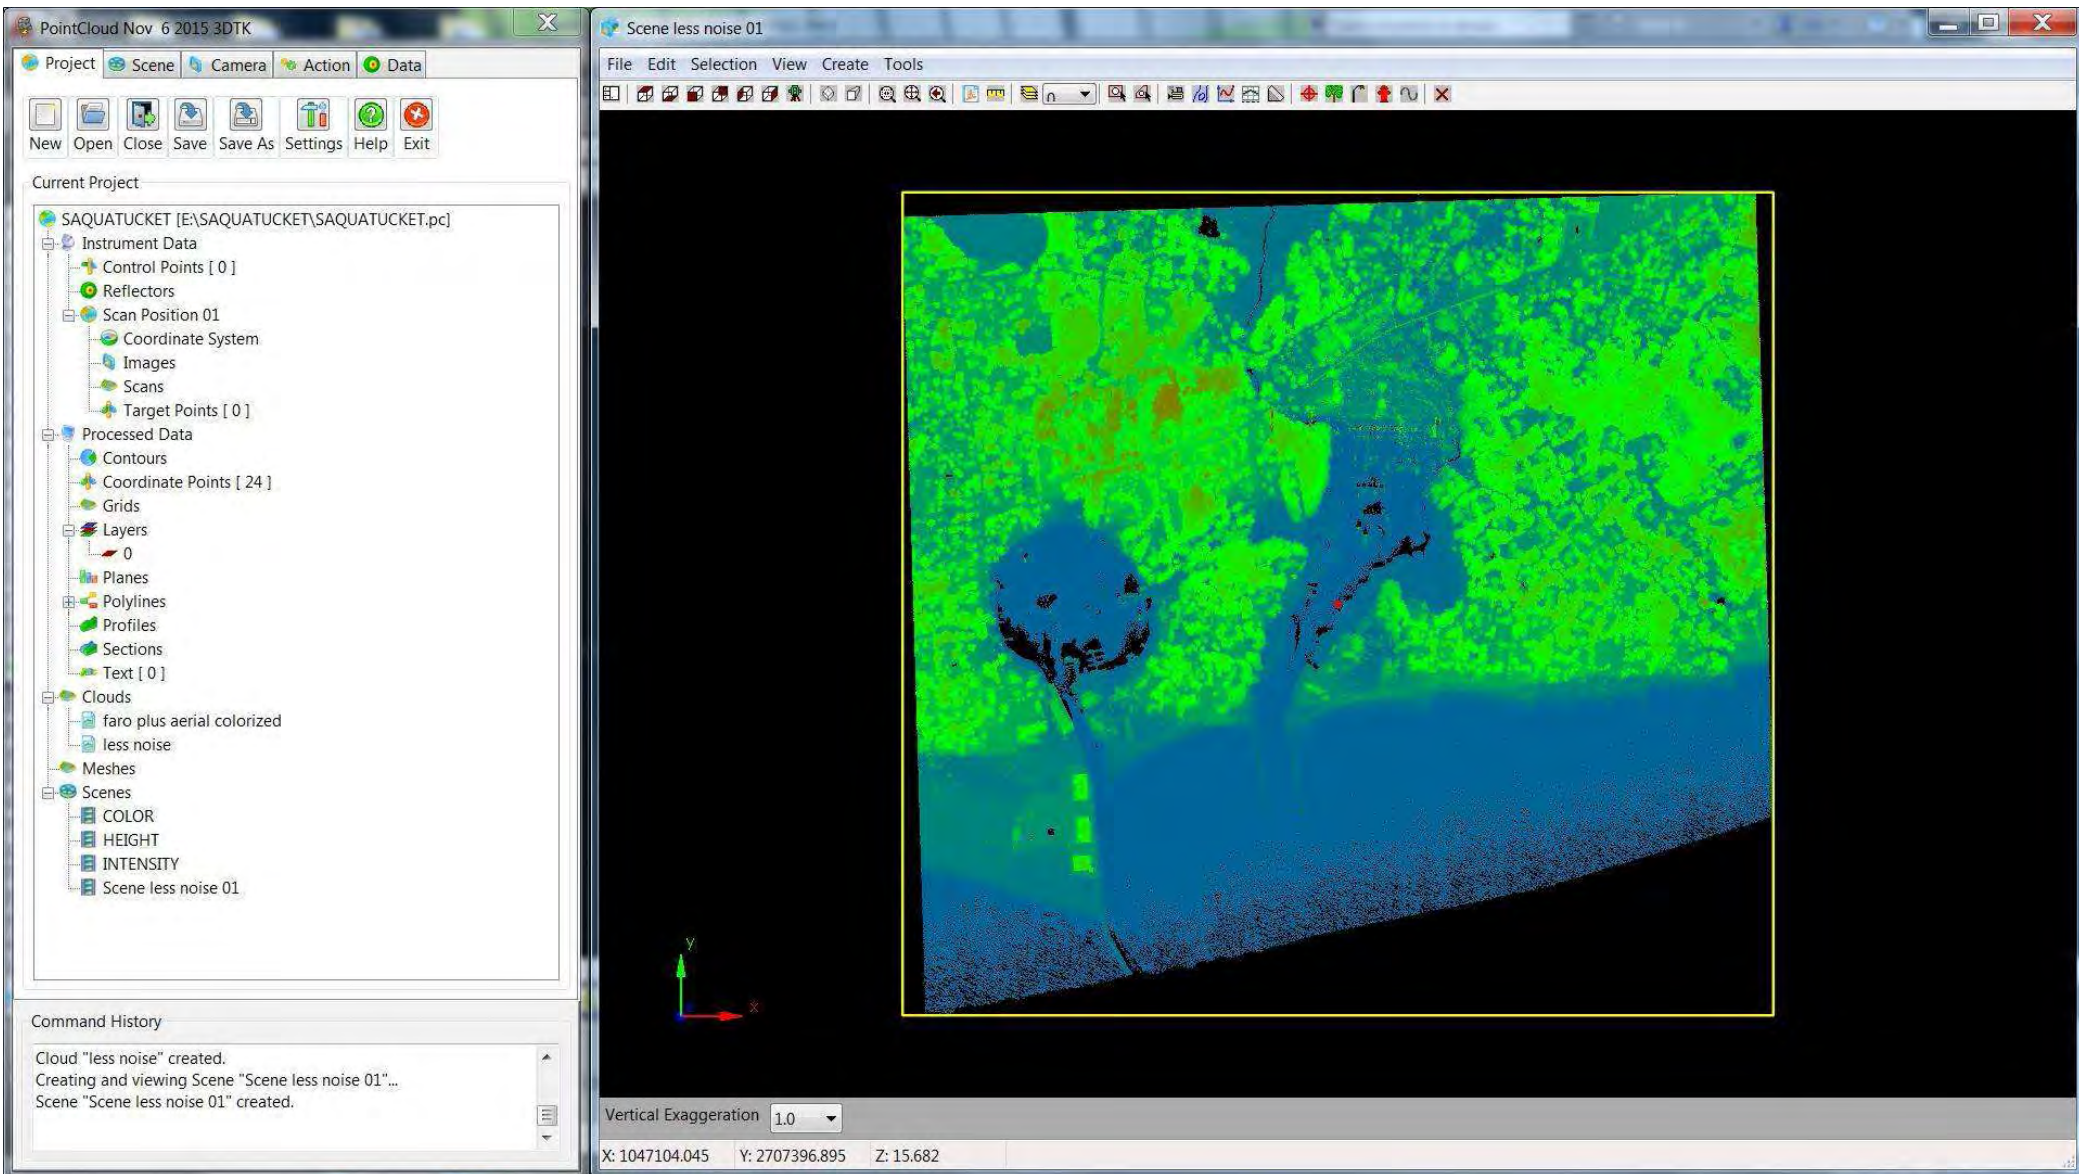 PointCloud Nov 6 2015 3DTK
Project Scene Camera Action Data
New Open Close Save Save As Settings Help Exit
Current Project
SAQUATUCKET [E:\SAQUATUCKET\SAQUATUCKET.pc]
Instrument Data
Control Points [ 0 ]
Reflectors
Scan Position 01
Coordinate System
Images
Scans
Target Points [ 0 ]
Processed Data
Contours
Coordinate Points [ 24 ]
Grids
Layers
0
Planes
Polylines
Profiles
Sections
Text [ 0 ]
Clouds
faro plus aerial colorized
less noise
Meshes
Scenes
COLOR
HEIGHT
INTENSITY
Scene less noise 01
Command History
Cloud "less noise" created.
Creating and viewing Scene "Scene less noise 01"...
Scene "Scene less noise 01" created.
Scene less noise 01
File Edit Selection View Create Tools
n
y
x
Vertical Exaggeration 1.0
X: 1047104.045 Y: 2707396.895 Z: 15.682